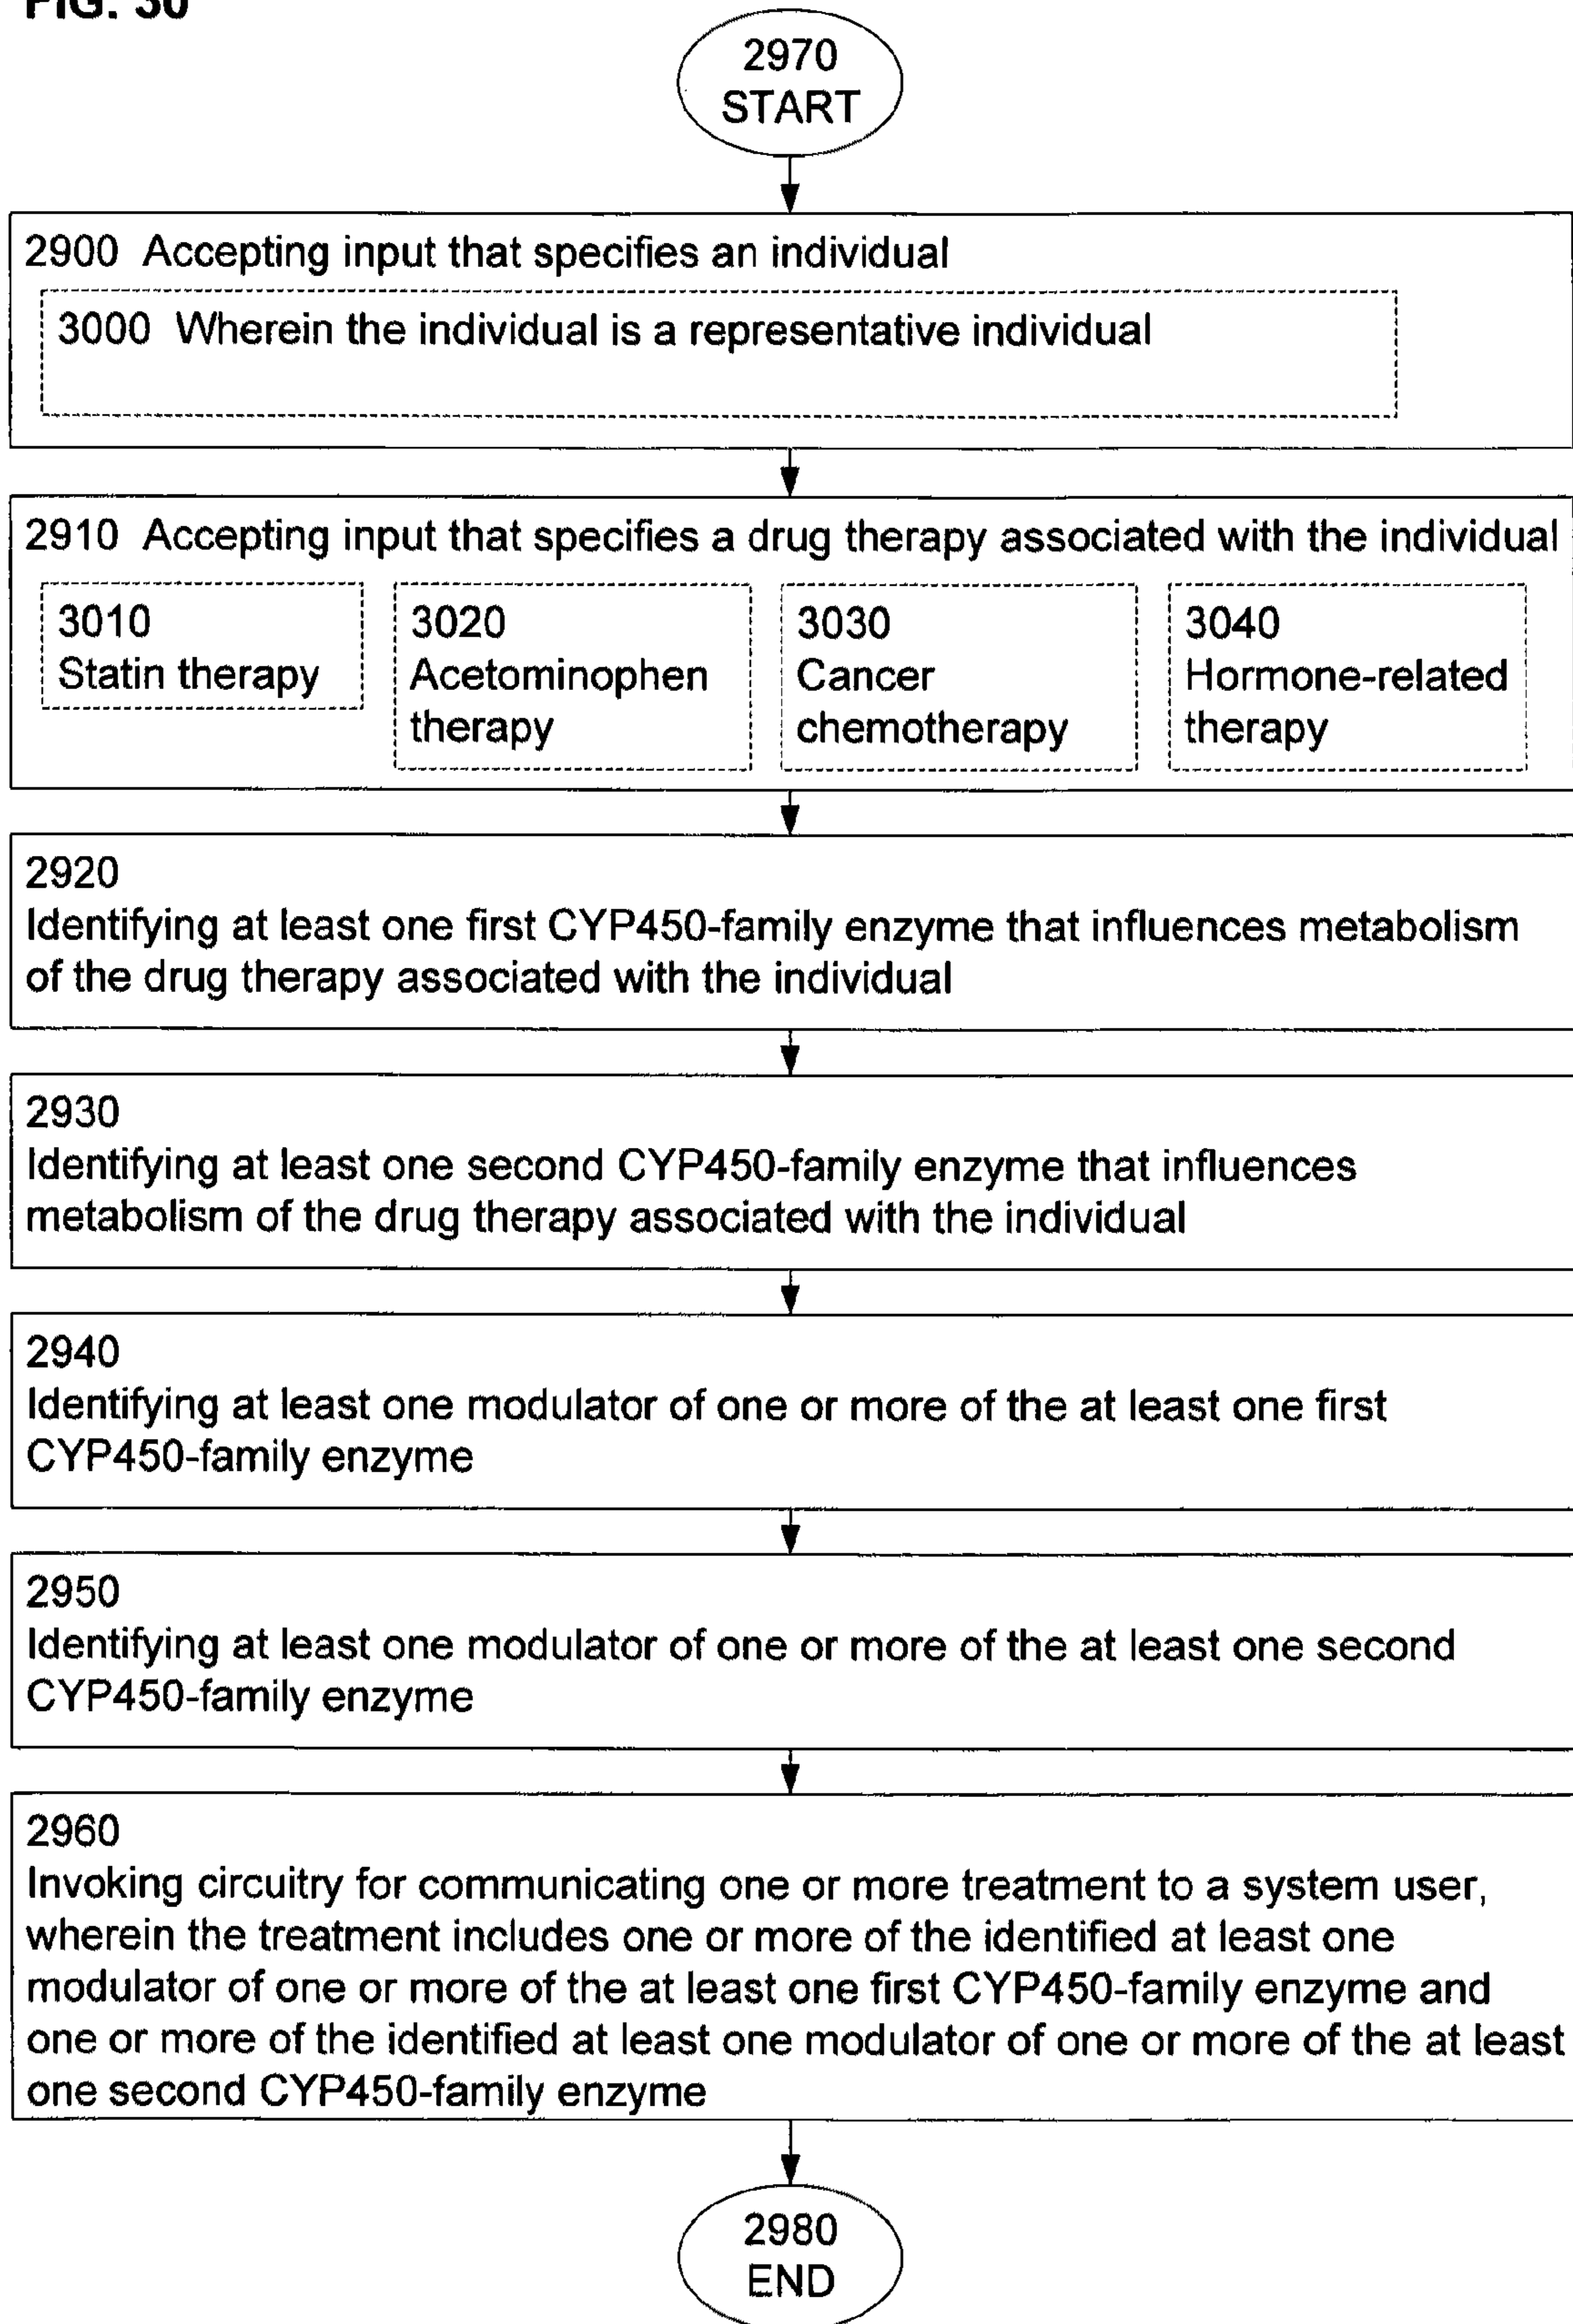 FIG. 30
2970
START
2900 Accepting input that specifies an individual
3000 Wherein the individual is a representative individual
2910 Accepting input that specifies a drug therapy associated with the individual
3010
Statin therapy
3020
Acetominophen
therapy
3030
Cancer
chemotherapy
3040
Hormone-related
therapy
2920
Identifying at least one first CYP450-family enzyme that influences metabolism
of the drug therapy associated with the individual
2930
Identifying at least one second CYP450-family enzyme that influences
metabolism of the drug therapy associated with the individual
2940
Identifying at least one modulator of one or more of the at least one first
CYP450-family enzyme
2950
Identifying at least one modulator of one or more of the at least one second
CYP450-family enzyme
2960
Invoking circuitry for communicating one or more treatment to a system user,
wherein the treatment includes one or more of the identified at least one
modulator of one or more of the at least one first CYP450-family enzyme and
one or more of the identified at least one modulator of one or more of the at least
one second CYP450-family enzyme
2980
END